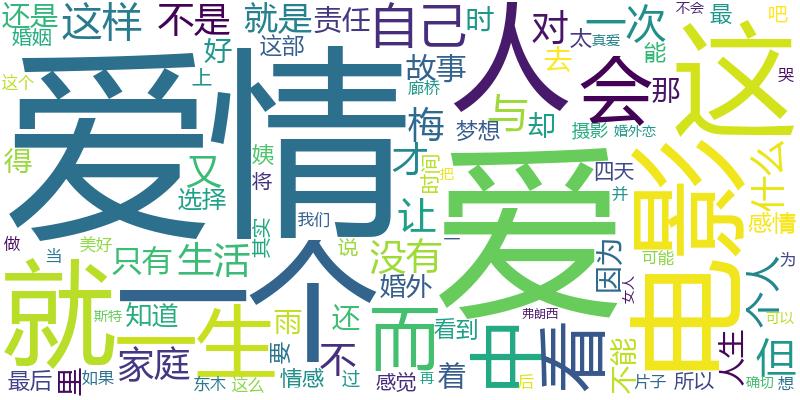 还是
这样
不是
就是
责任
自己
时
人
对
一次
不会
最
吧
婚姻
这部
好
太
真爱
能
这个
上
爱情
故事
廊桥
去
会
那
这
哭
梅
与
却
梦想
摄影
婚外恋
得
又
姨
才
时间
把
爱
四天
并
电影
什么
选择
将
我们
让
感情
做
当
美好
其实
说
没有
一
因为
可能
个人
为
只有
生活
一个
婚外
女人
就
斯特
知道
一生
雨
还
而
看到
弗朗西
中
看
不能
人生
可以
但
最后
里
如果
家庭
东木
这么
要
情感
不
过
感觉
再
着
后
片子
所以
确切
想